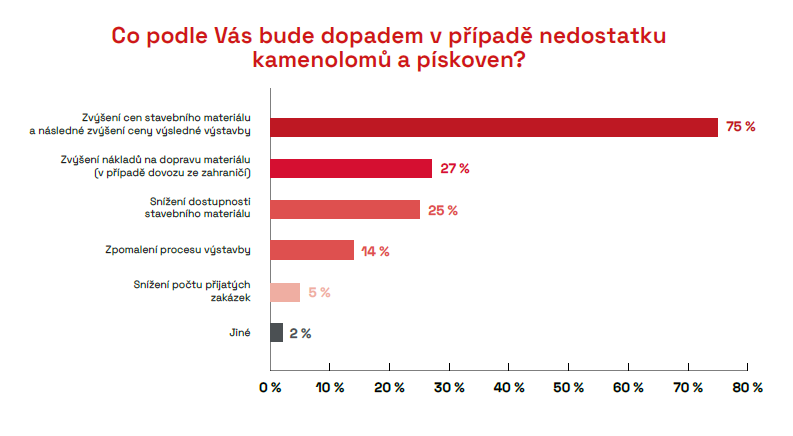 Co podle Vás bude dopadem v případě nedostatku
kamenolomů a pískoven?
Zvýšení cen stavebního materiálu
a následné zvýšení ceny výsledné výstavby
75 %
Zvýšení nákladů na dopravu materiálu
(v případě dovozu ze zahraničí)
27 %
Snížení dostupnosti
stavebního materiálu
25 %
Zpomalení procesu výstavby
14 %
Snížení počtu přijatých
zakázek
5 %
Jiné
2 %
0 % 10 % 20 % 30 % 40 % 50 % 60 % 70 % 80 %